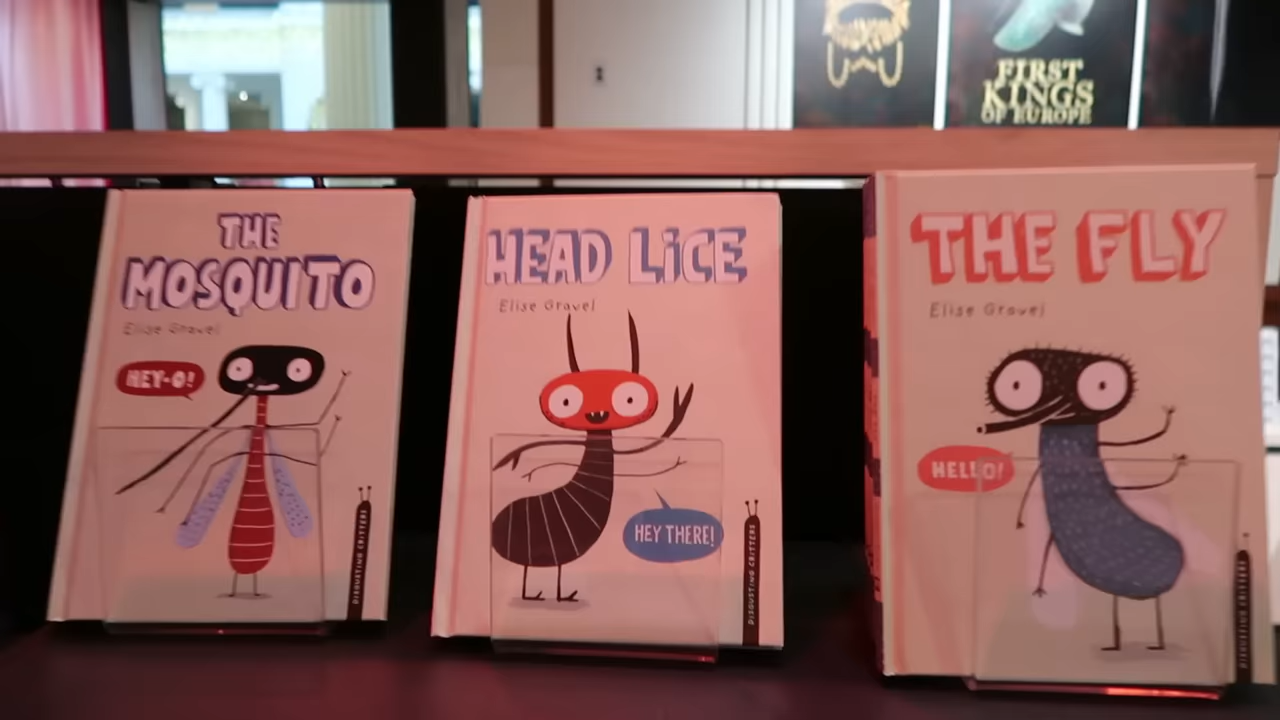 FIRST
KINGS
OF EUROPE
THE
MOSQUITO
Elise Gravel
HEY-O!
DISGUSTING CRITTERS
HEAD LiCE
Elise Gravel
HEY THERE!
DISGUSTING CRITTERS
THE FLY
Elise Gravel
HELLO!
DISGUSTING CRITTERS